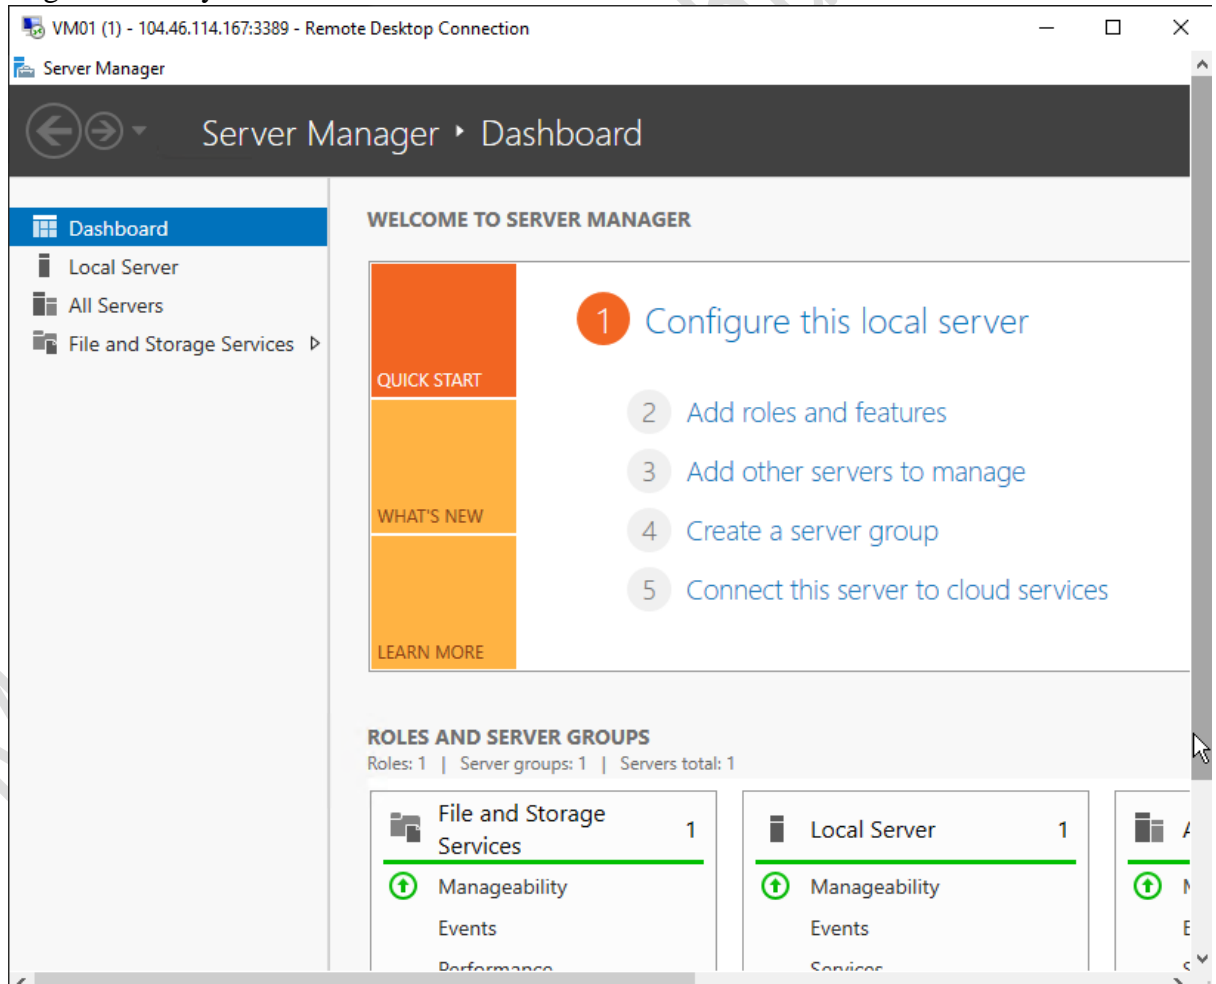 VM01 (1) - 104.46.114.167:3389 - Remote Desktop Connection
Server Manager
Server Manager ‣ Dashboard
Dashboard
Local Server
All Servers
File and Storage Services
WELCOME TO SERVER MANAGER
QUICK START
WHAT'S NEW
LEARN MORE
1 Configure this local server
2 Add roles and features
3 Add other servers to manage
4 Create a server group
5 Connect this server to cloud services
ROLES AND SERVER GROUPS
Roles: 1 | Server groups: 1 | Servers total: 1
File and Storage
Services 1
Manageability
Events
Performance
Local Server 1
Manageability
Events
Services